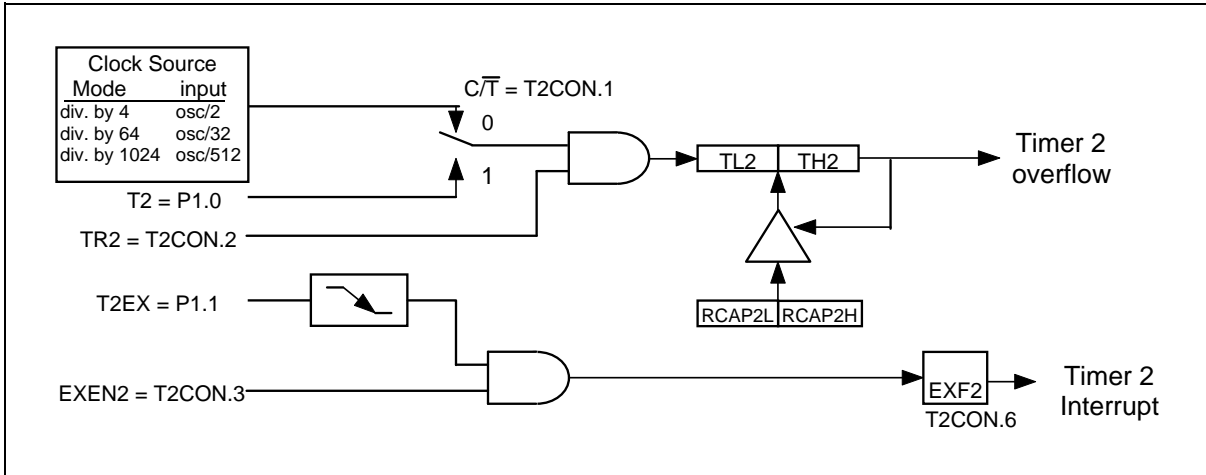 Clock Source
Mode input
div. by 4 osc/2
div. by 64 osc/32
div. by 1024 osc/512
C/T̅ = T2CON.1
0
1
T2 = P1.0
TR2 = T2CON.2
TL2 TH2
Timer 2
overflow
T2EX = P1.1
RCAP2L RCAP2H
EXEN2 = T2CON.3
EXF2
T2CON.6
Timer 2
Interrupt